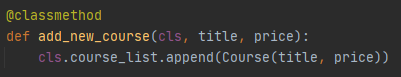 @classmethod
def add_new_course(cls, title, price):
    cls.course_list.append(Course(title, price))